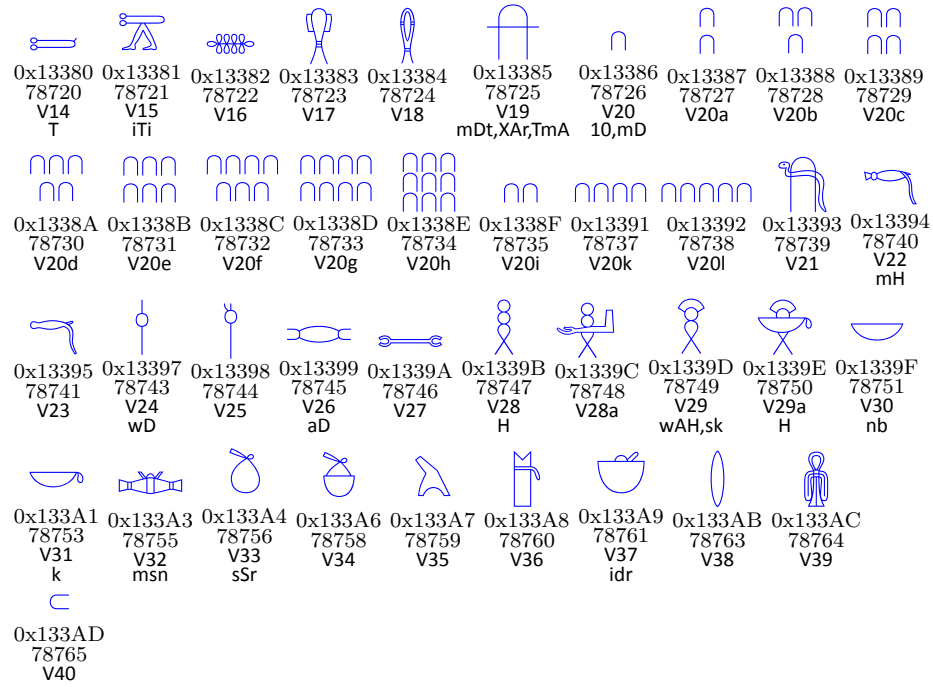 0x13380 0x13381 0x13382 0x13383 0x13384 0x13385 0x13386 0x13387 0x13388 0x13389
78720 78721 78722 78723 78724 78725 78726 78727 78728 78729
V14 V15 V16 V17 V18 V19 V20 V20a V20b V20c
T iTi mDt,XAr,TmA 10,mD
0x1338A 0x1338B 0x1338C 0x1338D 0x1338E 0x1338F 0x13391 0x13392 0x13393 0x13394
78730 78731 78732 78733 78734 78735 78737 78738 78739 78740
V20d V20e V20f V20g V20h V20i V20k V20l V21 V22
mH
0x13395 0x13397 0x13398 0x13399 0x1339A 0x1339B 0x1339C 0x1339D 0x1339E 0x1339F
78741 78743 78744 78745 78746 78747 78748 78749 78750 78751
V23 V24 V25 V26 V27 V28 V28a V29 V29a V30
wD aD H wAH,sk H nb
0x133A1 0x133A3 0x133A4 0x133A6 0x133A7 0x133A8 0x133A9 0x133AB 0x133AC
78753 78755 78756 78758 78759 78760 78761 78763 78764
V31 V32 V33 V34 V35 V36 V37 V38 V39
k msn sSr idr
0x133AD
78765
V40